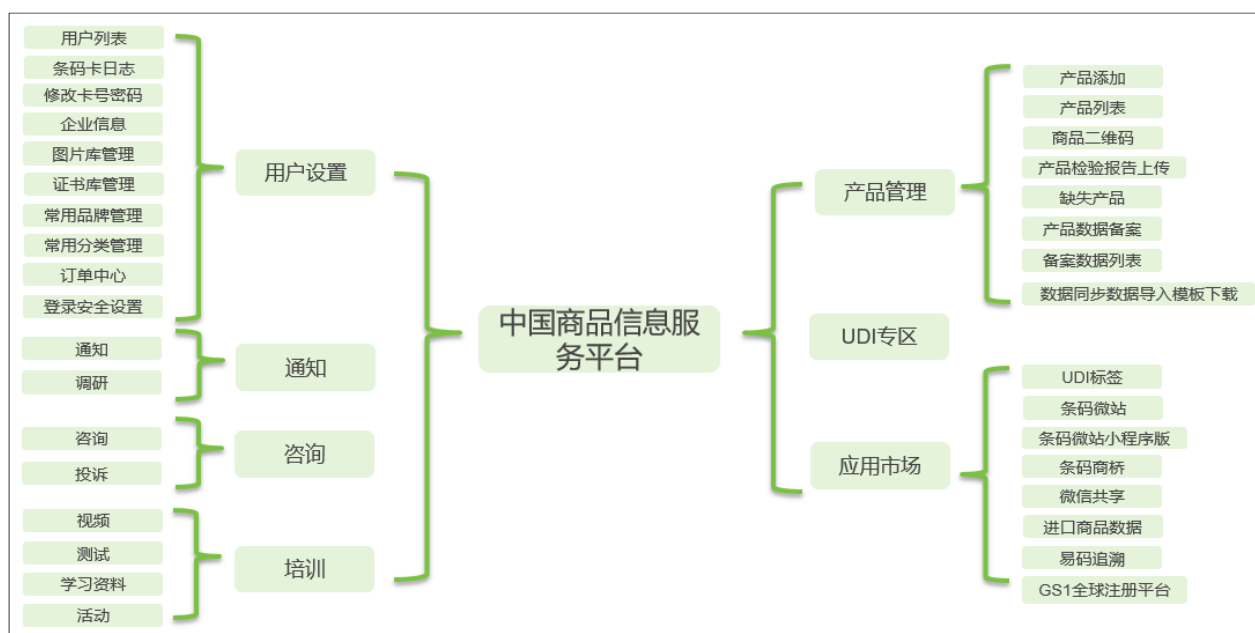 用户列表
条码卡日志
修改卡号密码
企业信息
图片库管理
证书库管理
常用品牌管理
常用分类管理
订单中心
登录安全设置
用户设置
通知
调研
通知
咨询
投诉
咨询
视频
测试
学习资料
活动
培训
中国商品信息服
务平台
产品管理
产品添加
产品列表
商品二维码
产品检验报告上传
缺失产品
产品数据备案
备案数据列表
数据同步数据导入模板下载
UDI专区
应用市场
UDI标签
条码微站
条码微站小程序版
条码商桥
微信共享
进口商品数据
易码追溯
GS1全球注册平台